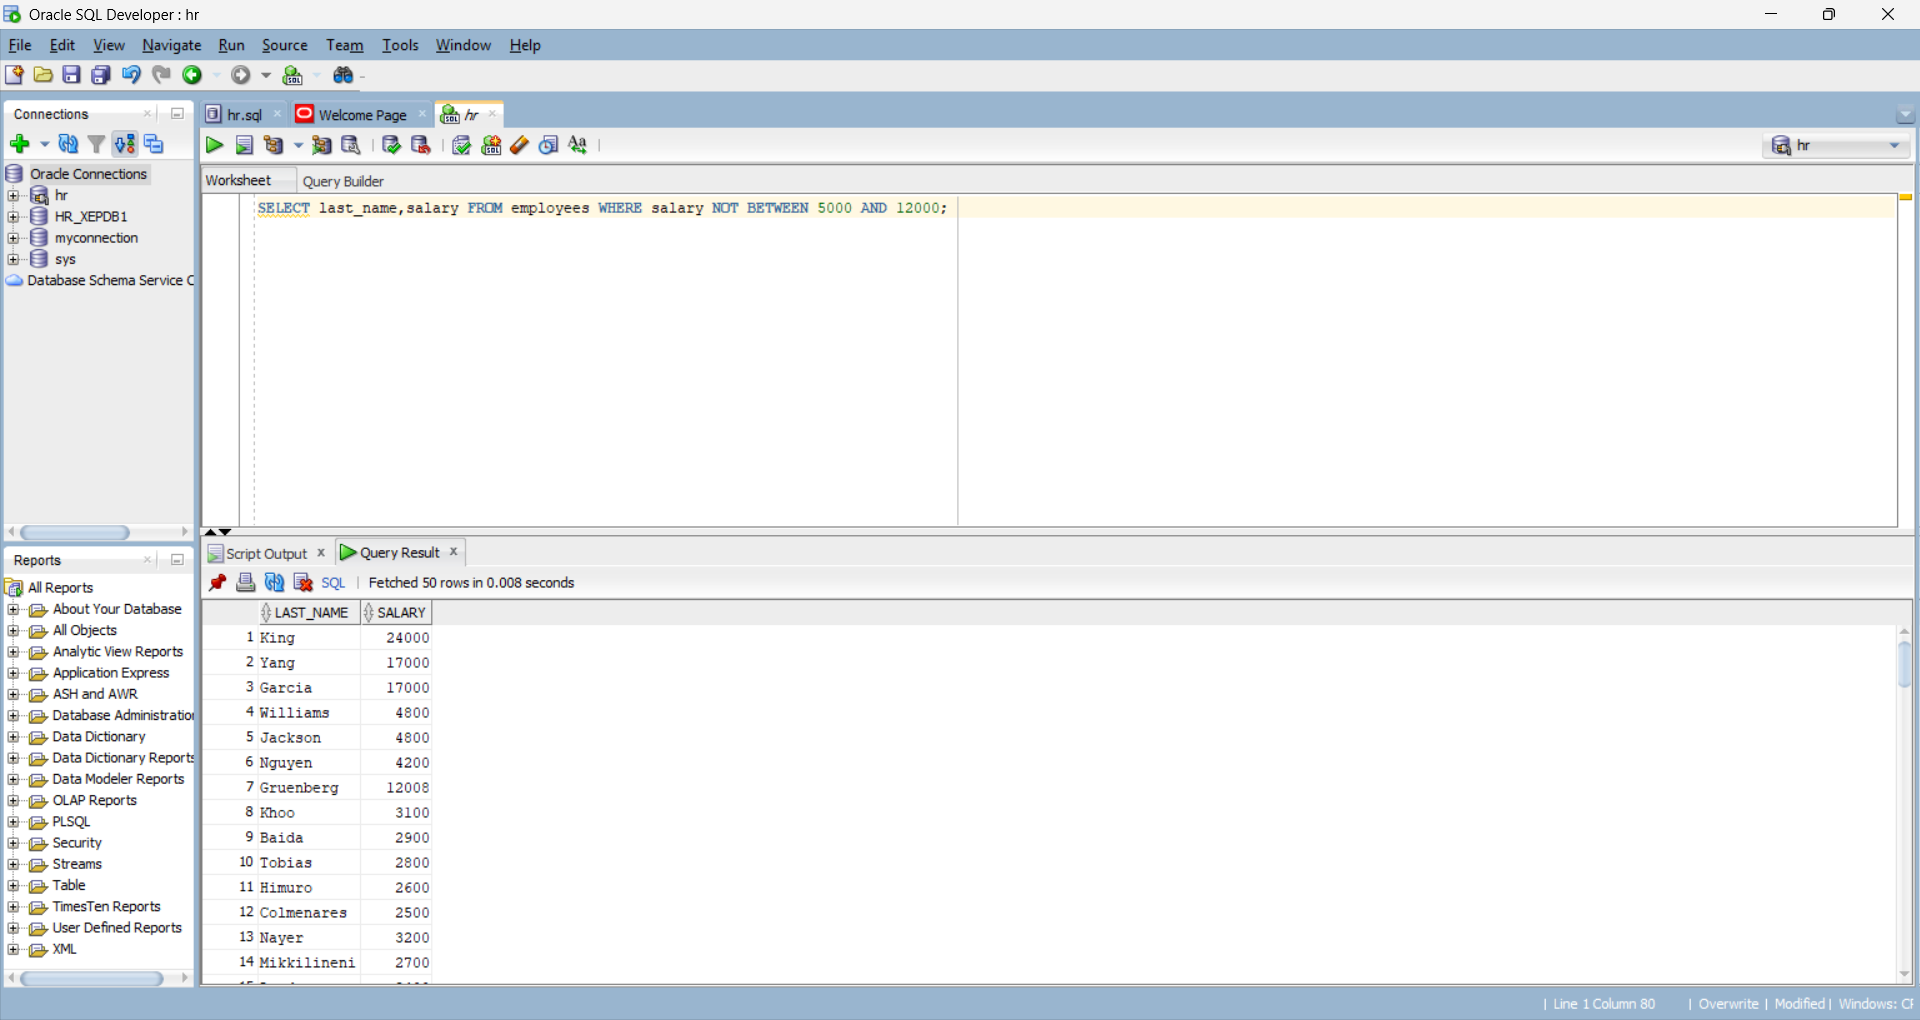 Oracle SQL Developer : hr
File Edit View Navigate Run Source Team Tools Window Help
Connections
hr.sql
Welcome Page
hr
hr
Oracle Connections
hr
HR_XEPDB1
myconnection
sys
Database Schema Service C
Worksheet Query Builder
SELECT last_name,salary FROM employees WHERE salary NOT BETWEEN 5000 AND 12000;
Reports
All Reports
About Your Database
All Objects
Analytic View Reports
Application Express
ASH and AWR
Database Administration
Data Dictionary
Data Dictionary Reports
Data Modeler Reports
OLAP Reports
PLSQL
Security
Streams
Table
TimesTen Reports
User Defined Reports
XML
Script Output x Query Result x
SQL | Fetched 50 rows in 0.008 seconds
LAST_NAME SALARY
1 King 24000
2 Yang 17000
3 Garcia 17000
4 Williams 4800
5 Jackson 4800
6 Nguyen 4200
7 Gruenberg 12008
8 Khoo 3100
9 Baida 2900
10 Tobias 2800
11 Himuro 2600
12 Colmenares 2500
13 Nayer 3200
14 Mikkilineni 2700
| Line 1 Column 80 | Overwrite | Modified | Windows: CF